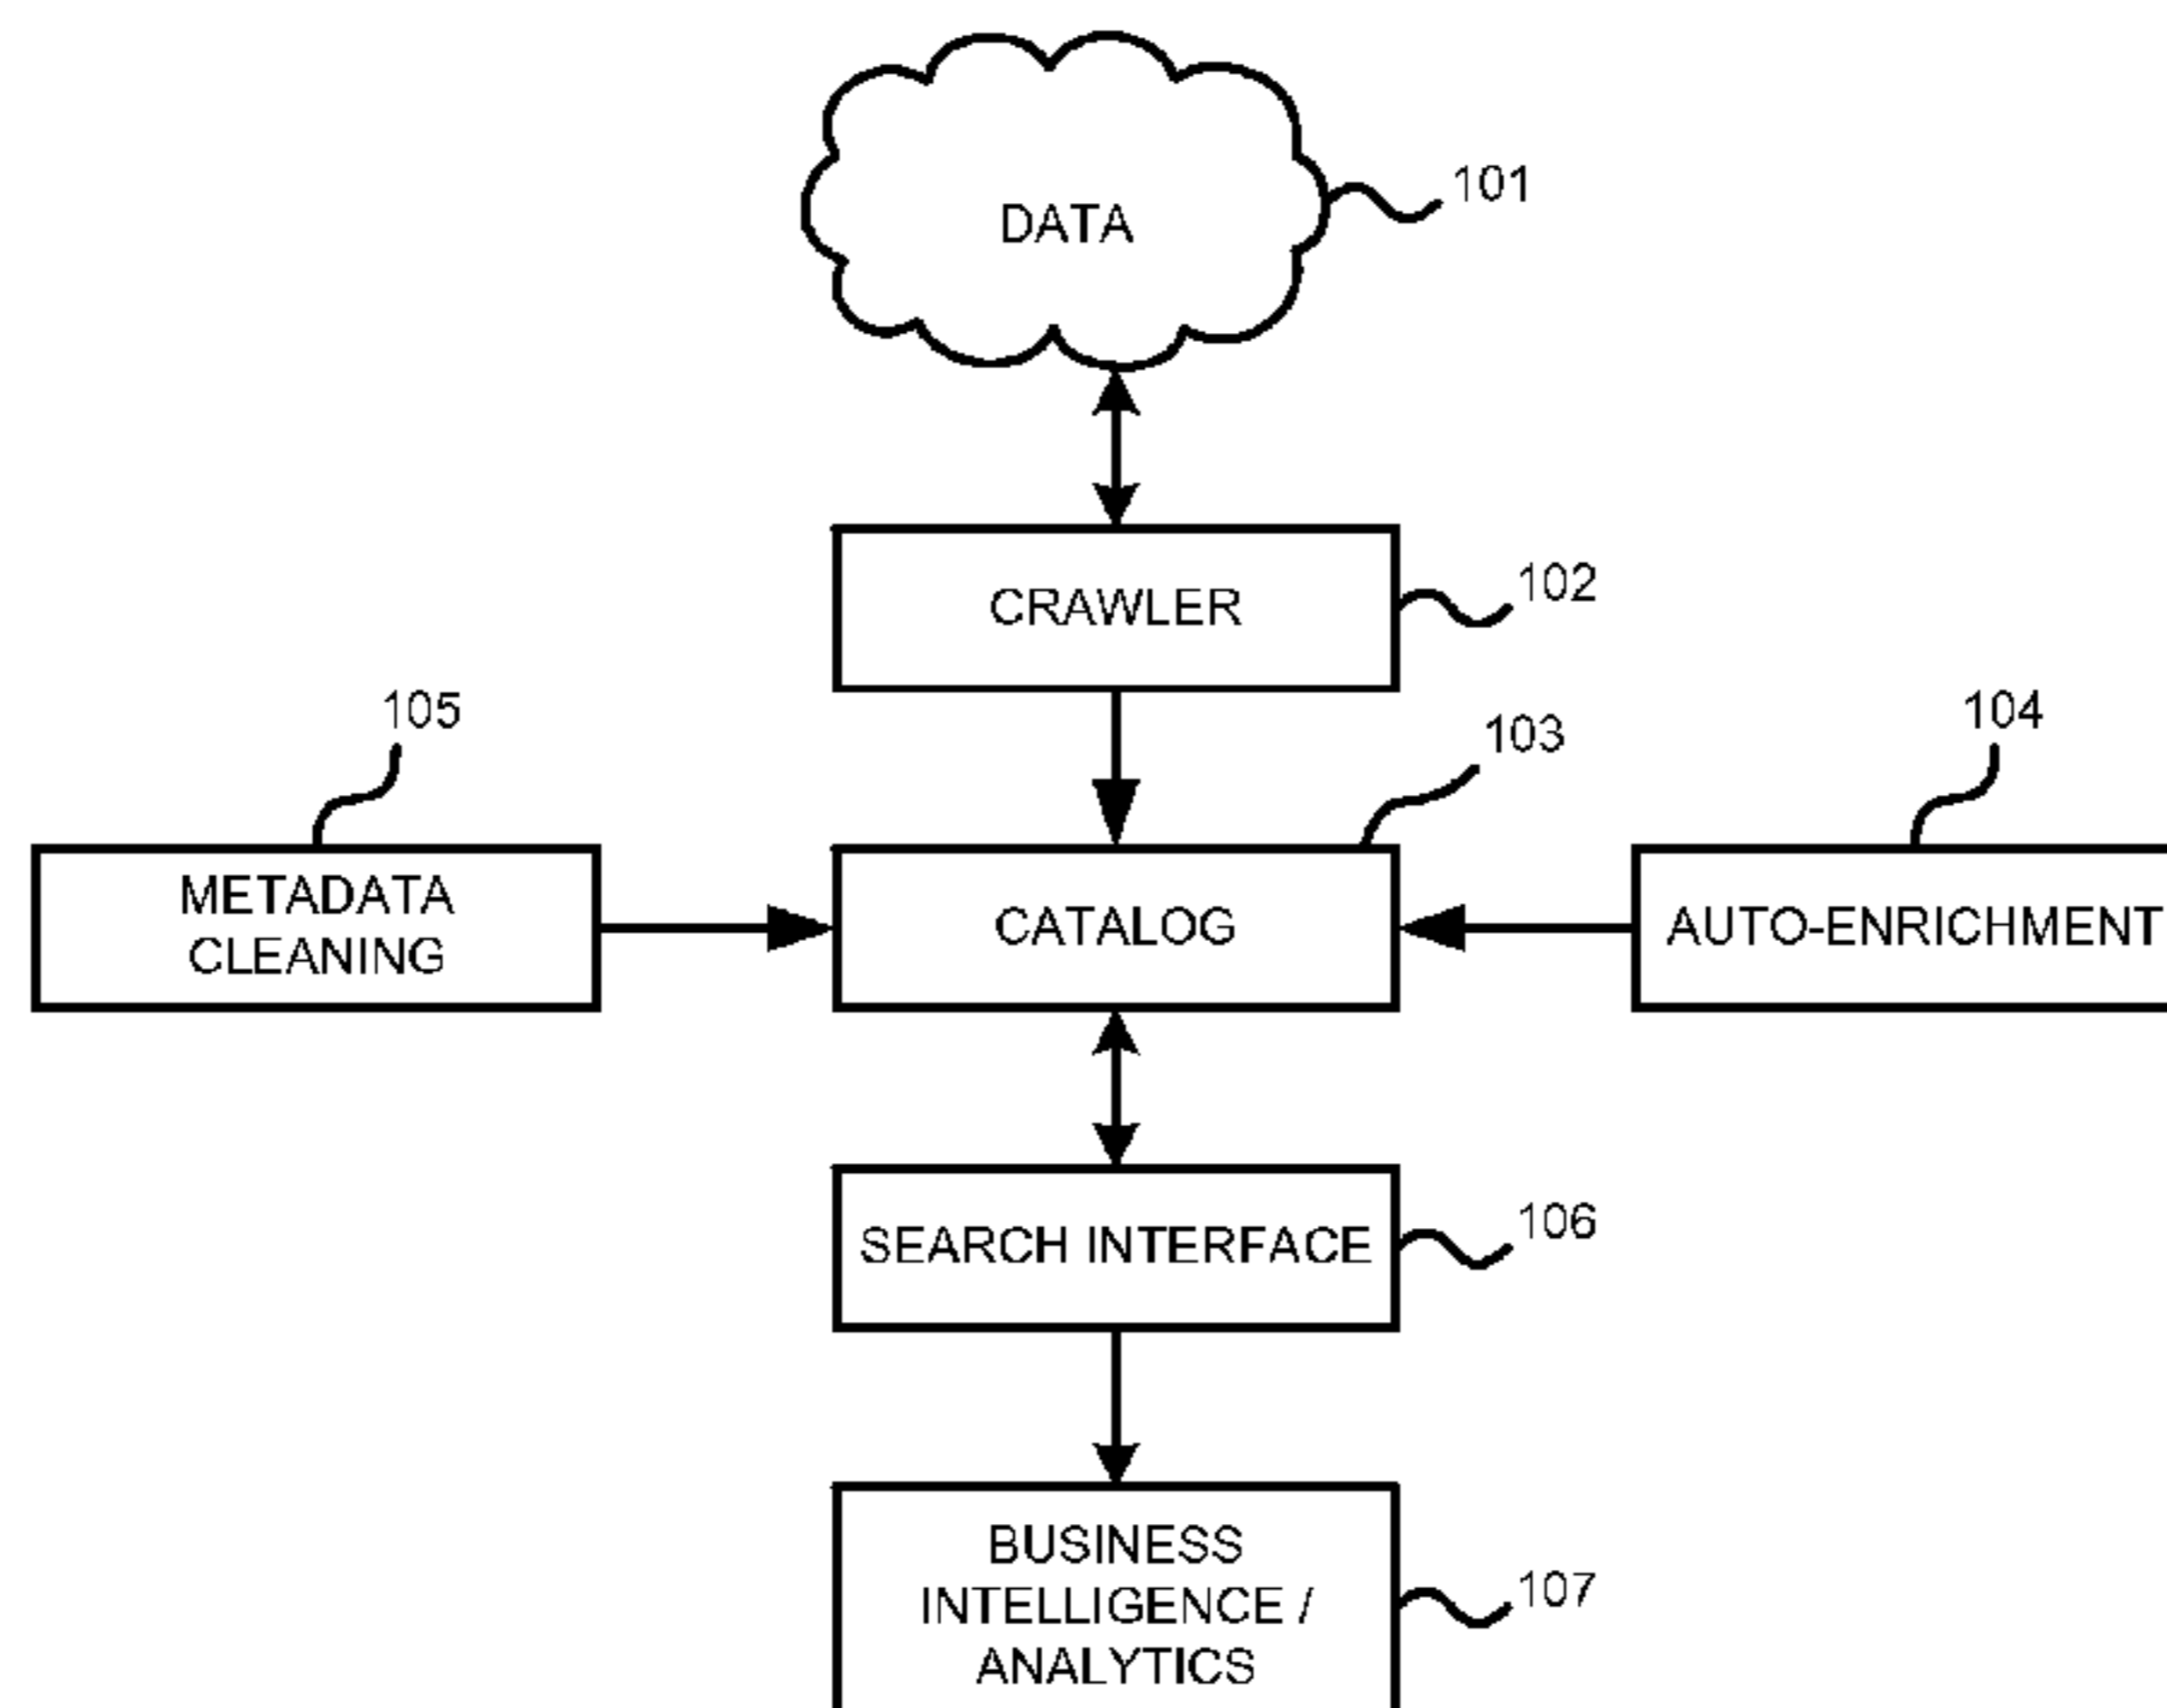 DATA
101
CRAWLER
102
105
103
104
METADATA
CLEANING
CATALOG
AUTO-ENRICHMENT
SEARCH INTERFACE
106
BUSINESS
INTELLIGENCE /
ANALYTICS
107